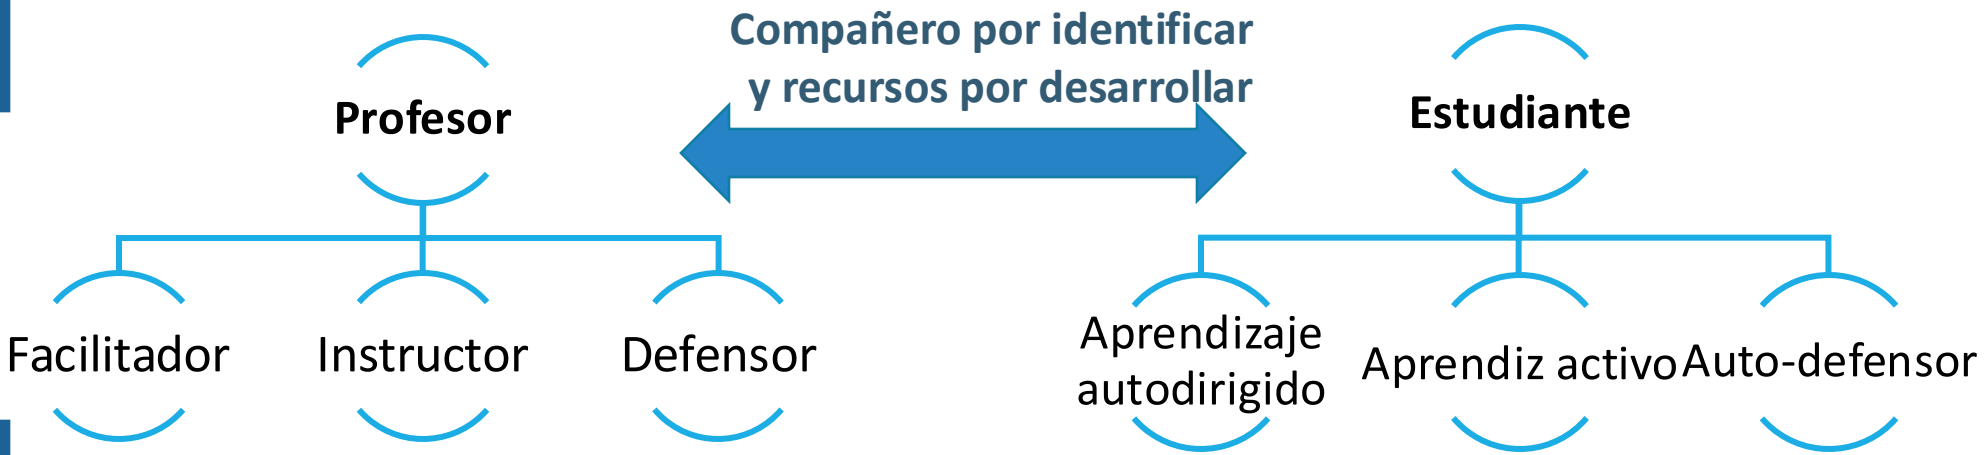 Compañero por identificar
y recursos por desarrollar
Profesor
Estudiante
Facilitador
Instructor
Defensor
Aprendizaje
autodirigido
Aprendiz activo
Auto-defensor